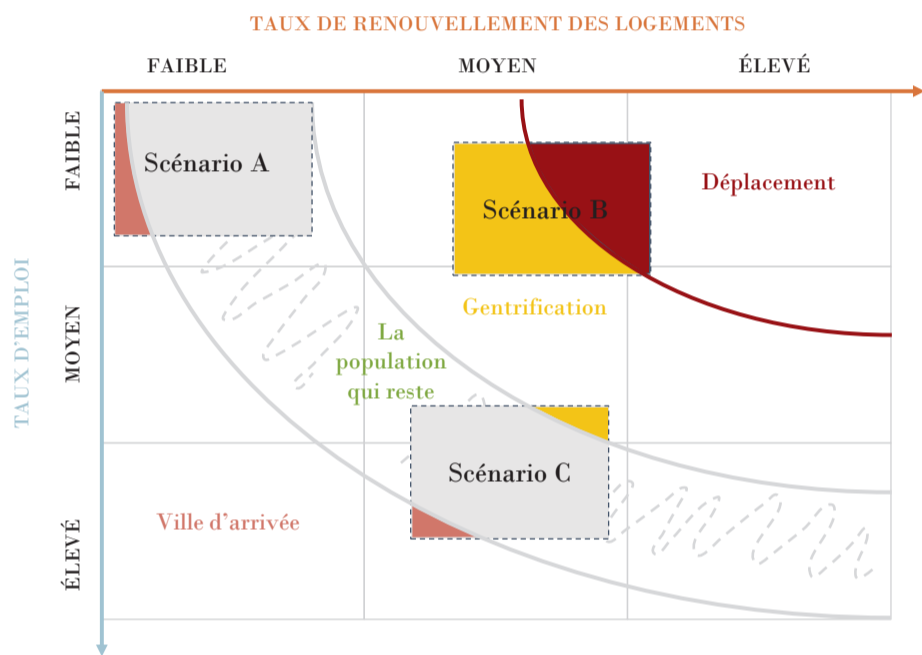 TAUX DE RENOUVELLEMENT DES LOGEMENTS
FAIBLE
MOYEN
ÉLEVÉ
TAUX D'EMPLOI
FAIBLE
MOYEN
ÉLEVÉ
Scénario A
Scénario B
Déplacement
Gentrification
La
population
qui reste
Scénario C
Ville d'arrivée